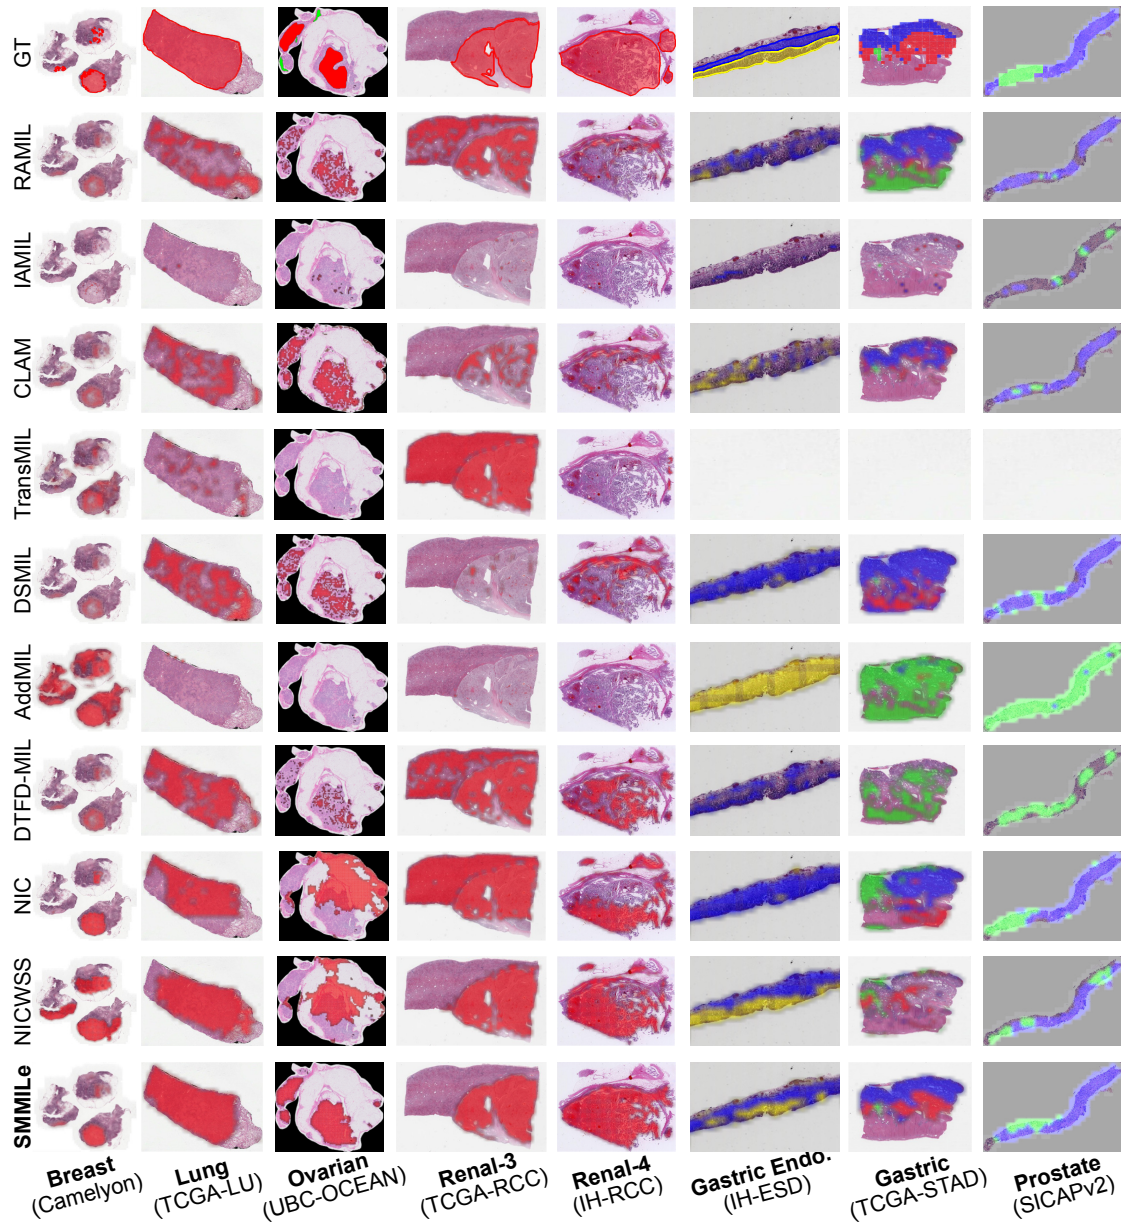 GT
RAMIL
IAMIL
CLAM
TransMIL
DSMIL
AddMIL
DTFD-MIL
NIC
NICWSS
SMMILe
Breast
(Camelyon)
Lung
(TCGA-LU)
Ovarian
(UBC-OCEAN)
Renal-3
(TCGA-RCC)
Renal-4
(IH-RCC)
Gastric Endo.
(IH-ESD)
Gastric
(TCGA-STAD)
Prostate
(SICAPv2)